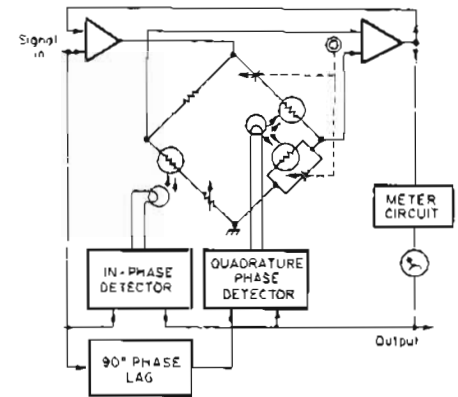 Signal
in
METER
CIRCUIT
IN-PHASE
DETECTOR
QUADRATURE
PHASE
DETECTOR
Output
90° PHASE
LAG